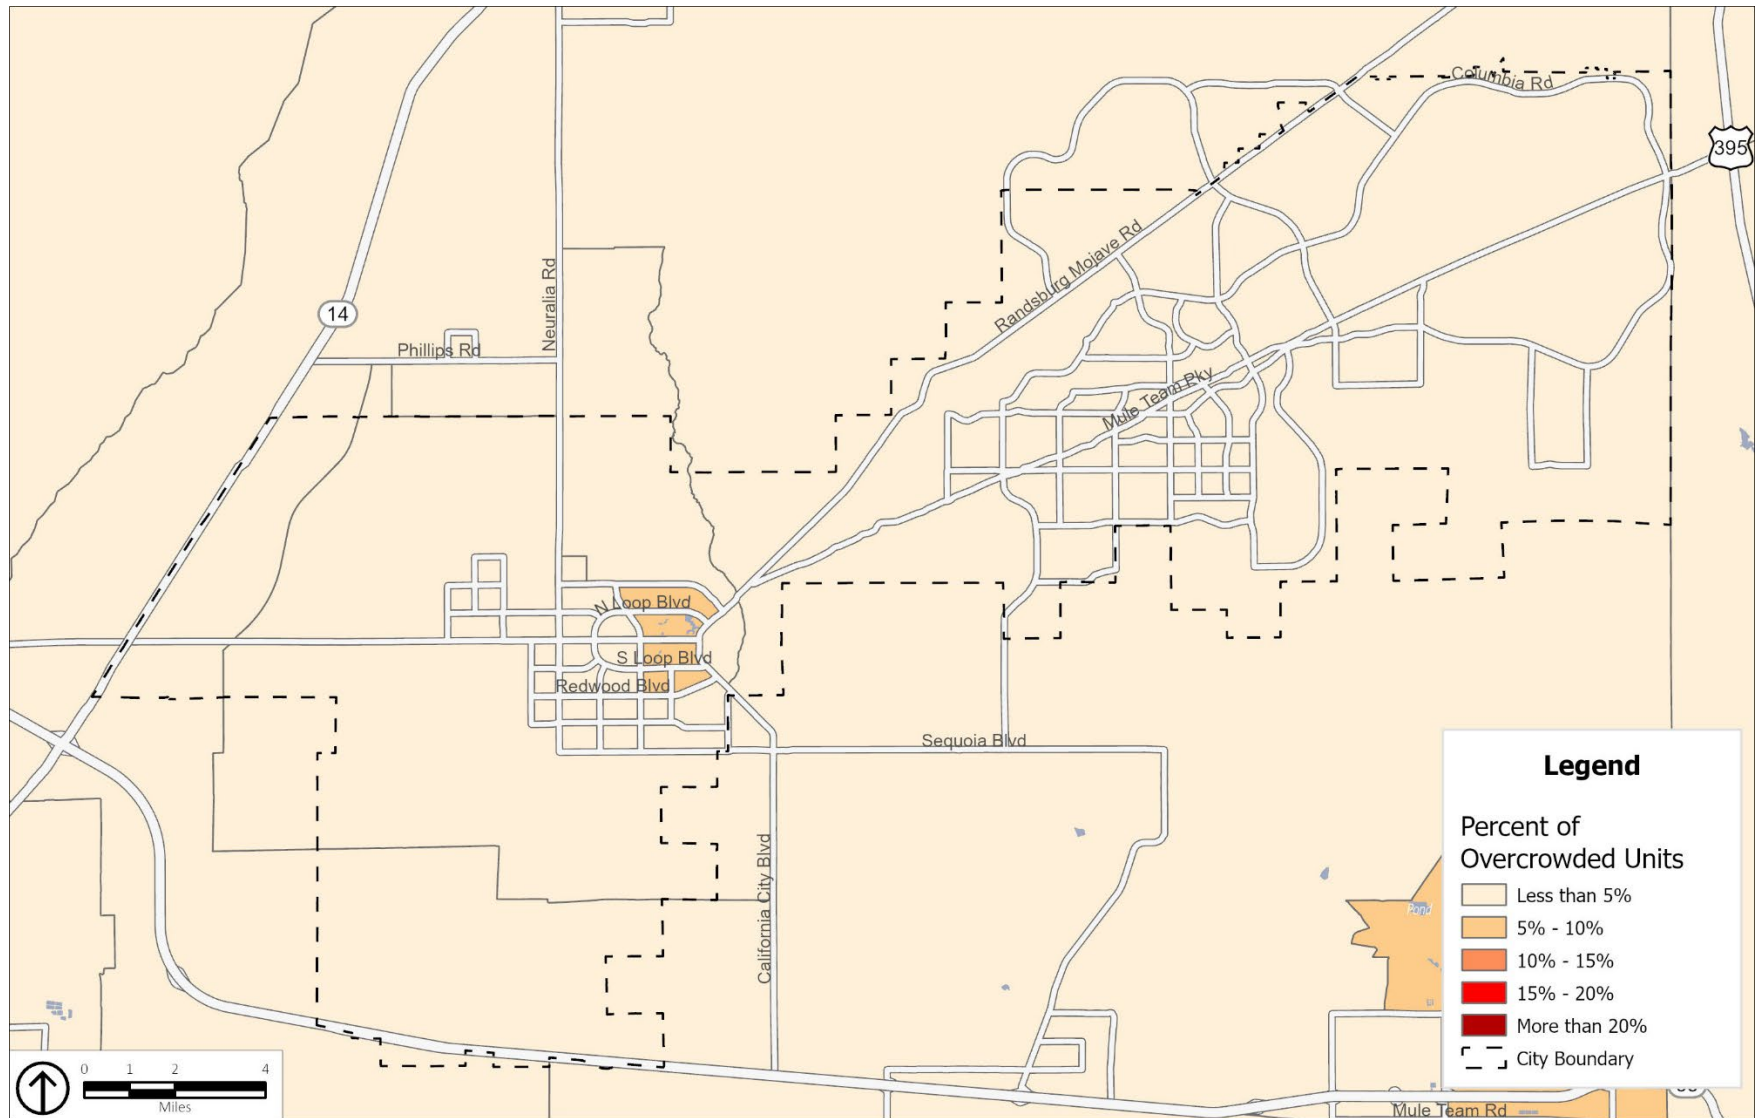 Columbia Rd
395
Randsburg Mojave Rd
Neuralia Rd
14
Phillips Rd
Mule Team Pky
N Loop Blvd
S Loop Blvd
Redwood Blvd
Sequoia Blvd
California City Blvd
Legend
Percent of
Overcrowded Units
Less than 5%
5% - 10%
10% - 15%
15% - 20%
More than 20%
City Boundary
Pond
0 1 2 4
Miles
Mule Team Rd